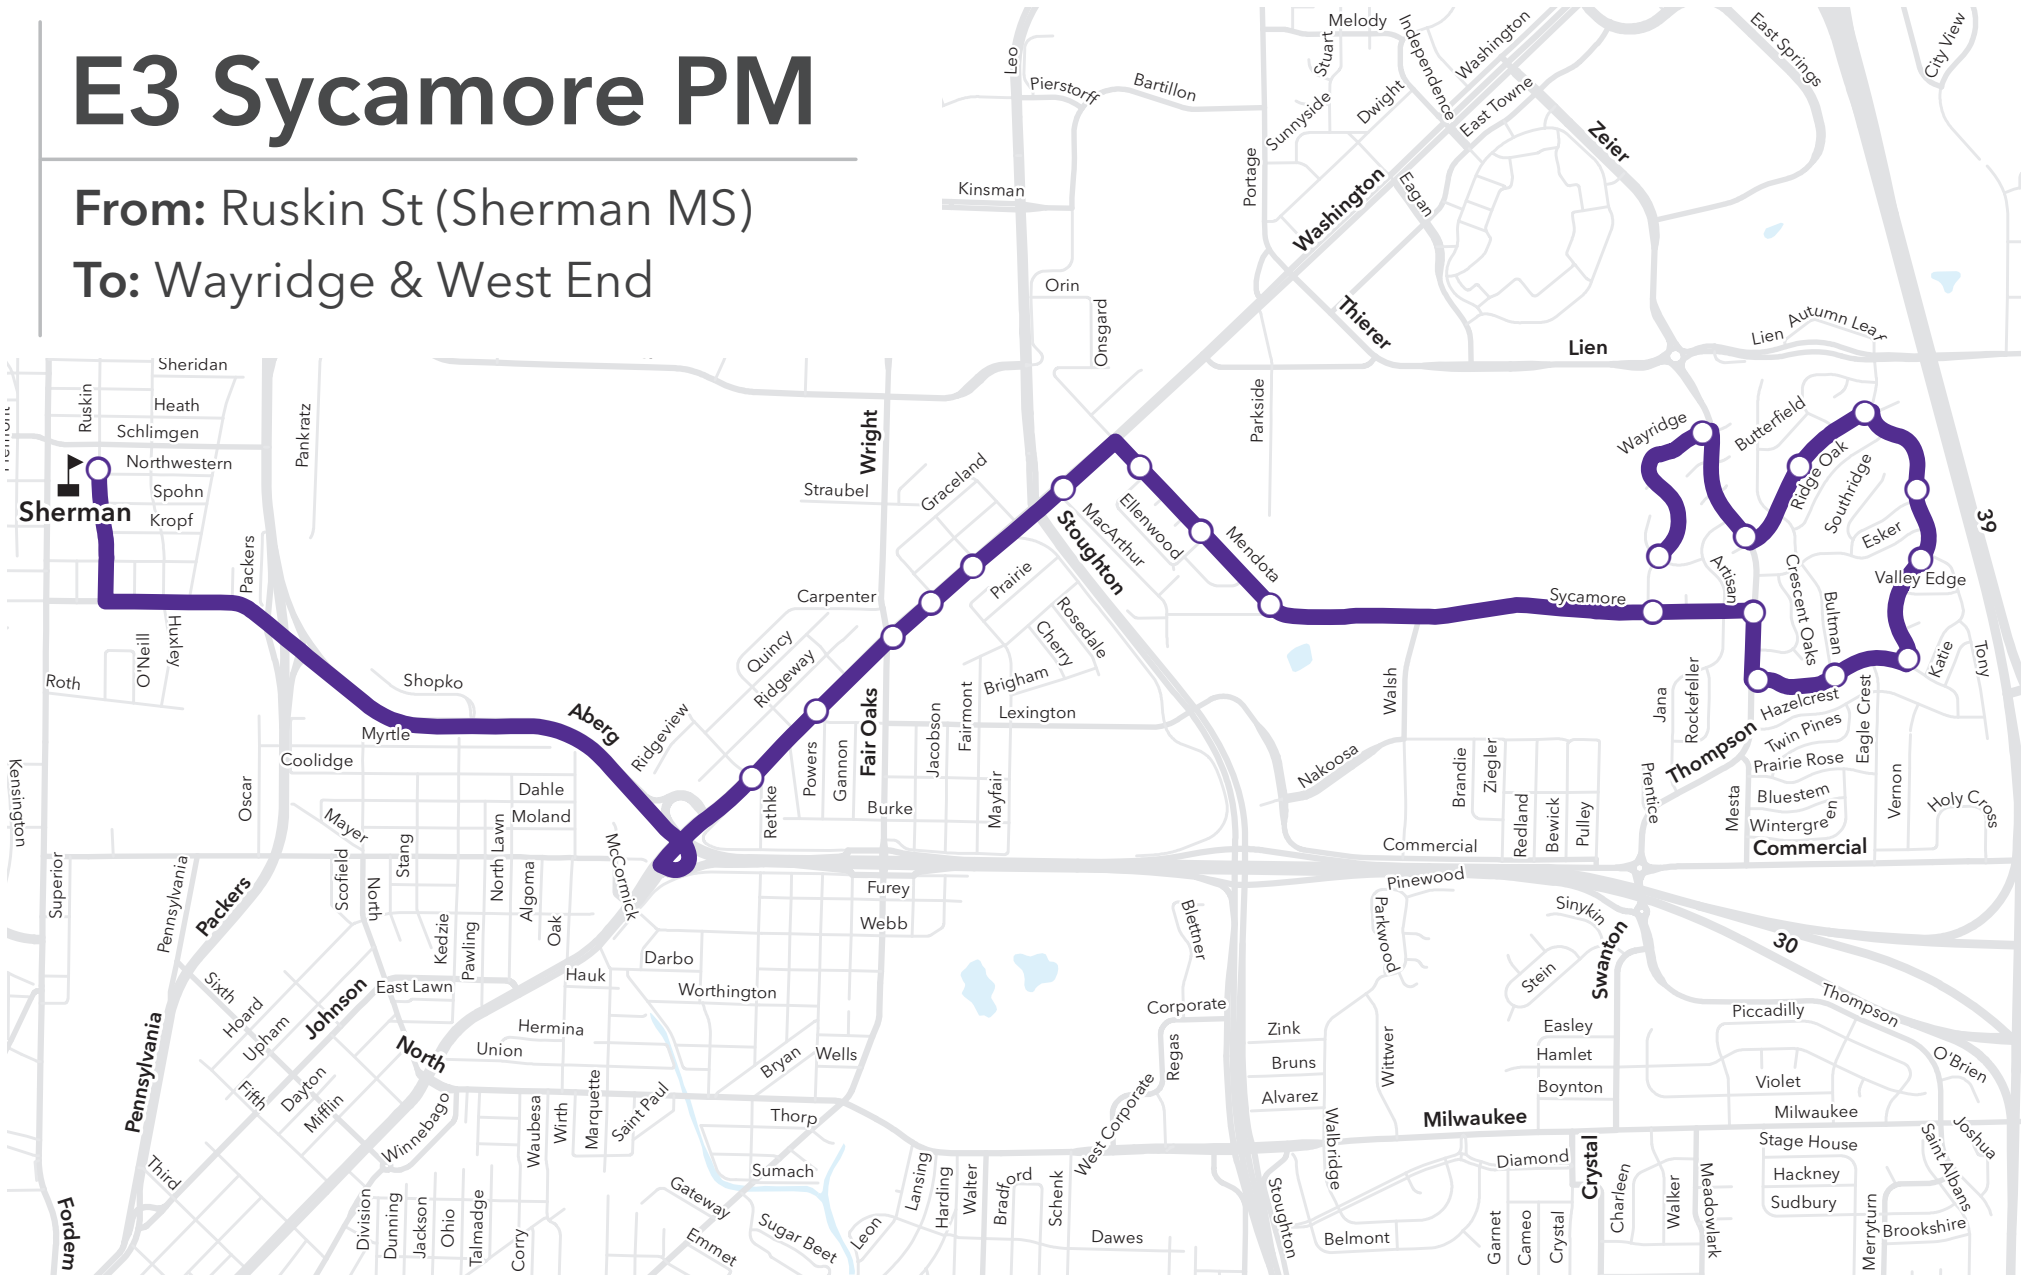 E3 Sycamore PM
From: Ruskin St (Sherman MS)
To: Wayridge & West End
Melody
Stuart
Independence
Washington
East Springs
City View
Leo
Pierstorff
Bartillon
Sunnyside
Dwight
East Towne
Zeier
Portage
Kinsman
Eagan
Washington
Orin
Onsgard
Thierer
Lien
Lien
Autumn Leaf
Sheridan
Ruskin
Heath
Schlimgen
Pankratz
Wright
Parkside
Wayridge
Butterfield
Northwestern
Spohn
Kropf
Sherman
Straubel
Graceland
Ridge Oak
Southridge
Esker
39
Packers
Stoughton
MacArthur
Ellenwood
Mendota
Prairie
Carpenter
Rosedale
Cherry
Sycamore
Artisan
Crescent Oaks
Bultman
Valley Edge
Katie
Tony
Huxley
O'Neill
Roth
Shopko
Quincy
Ridgeway
Brigham
Lexington
Walsh
Jana
Rockefeller
Hazelcrest
Twin Pines
Eagle Crest
Myrtle
Aberg
Ridgeview
Fair Oaks
Jacobson
Fairmont
Nakoosa
Thompson
Prairie Rose
Coolidge
Powers
Gannon
Kensington
Oscar
Dahle
Moland
Mayer
Rethke
Burke
Mayfair
Brandie
Ziegler
Redland
Bewick
Pulley
Prentice
Mesta
Bluestem
Wintergreen
Vernon
Holy Cross
Commercial
Commercial
Superior
Pennsylvania
Packers
Scofield
North
Stang
North Lawn
Algoma
Oak
McCormick
Furey
Webb
Pinewood
Kedzie
Pawling
Parkwood
Blettner
Sinykin
Swanton
Stein
30
Sixth
Hoard
Upham
Johnson
East Lawn
Hauk
Darbo
Worthington
Corporate
Thompson
Piccadilly
Pennsylvania
North
Hermina
Union
Bryan
Wells
Regas
Zink
Bruns
Alvarez
Wittwer
Easley
Hamlet
Boynton
O'Brien
Violet
Fifth
Dayton
Mifflin
Winnebago
Waubesa
Wirth
Marquette
Saint Paul
Thorp
West Corporate
Walbridge
Milwaukee
Milwaukee
Stage House
Joshua
Saint Albans
Third
Fordem
Division
Dunning
Jackson
Ohio
Talmadge
Corry
Sumach
Gateway
Emmet
Sugar Beet
Leon
Lansing
Harding
Walter
Bradford
Schenk
Dawes
Stoughton
Belmont
Diamond
Garnet
Cameo
Crystal
Crystal
Charleen
Walker
Meadowlark
Hackney
Sudbury
Merryturn
Brookshire